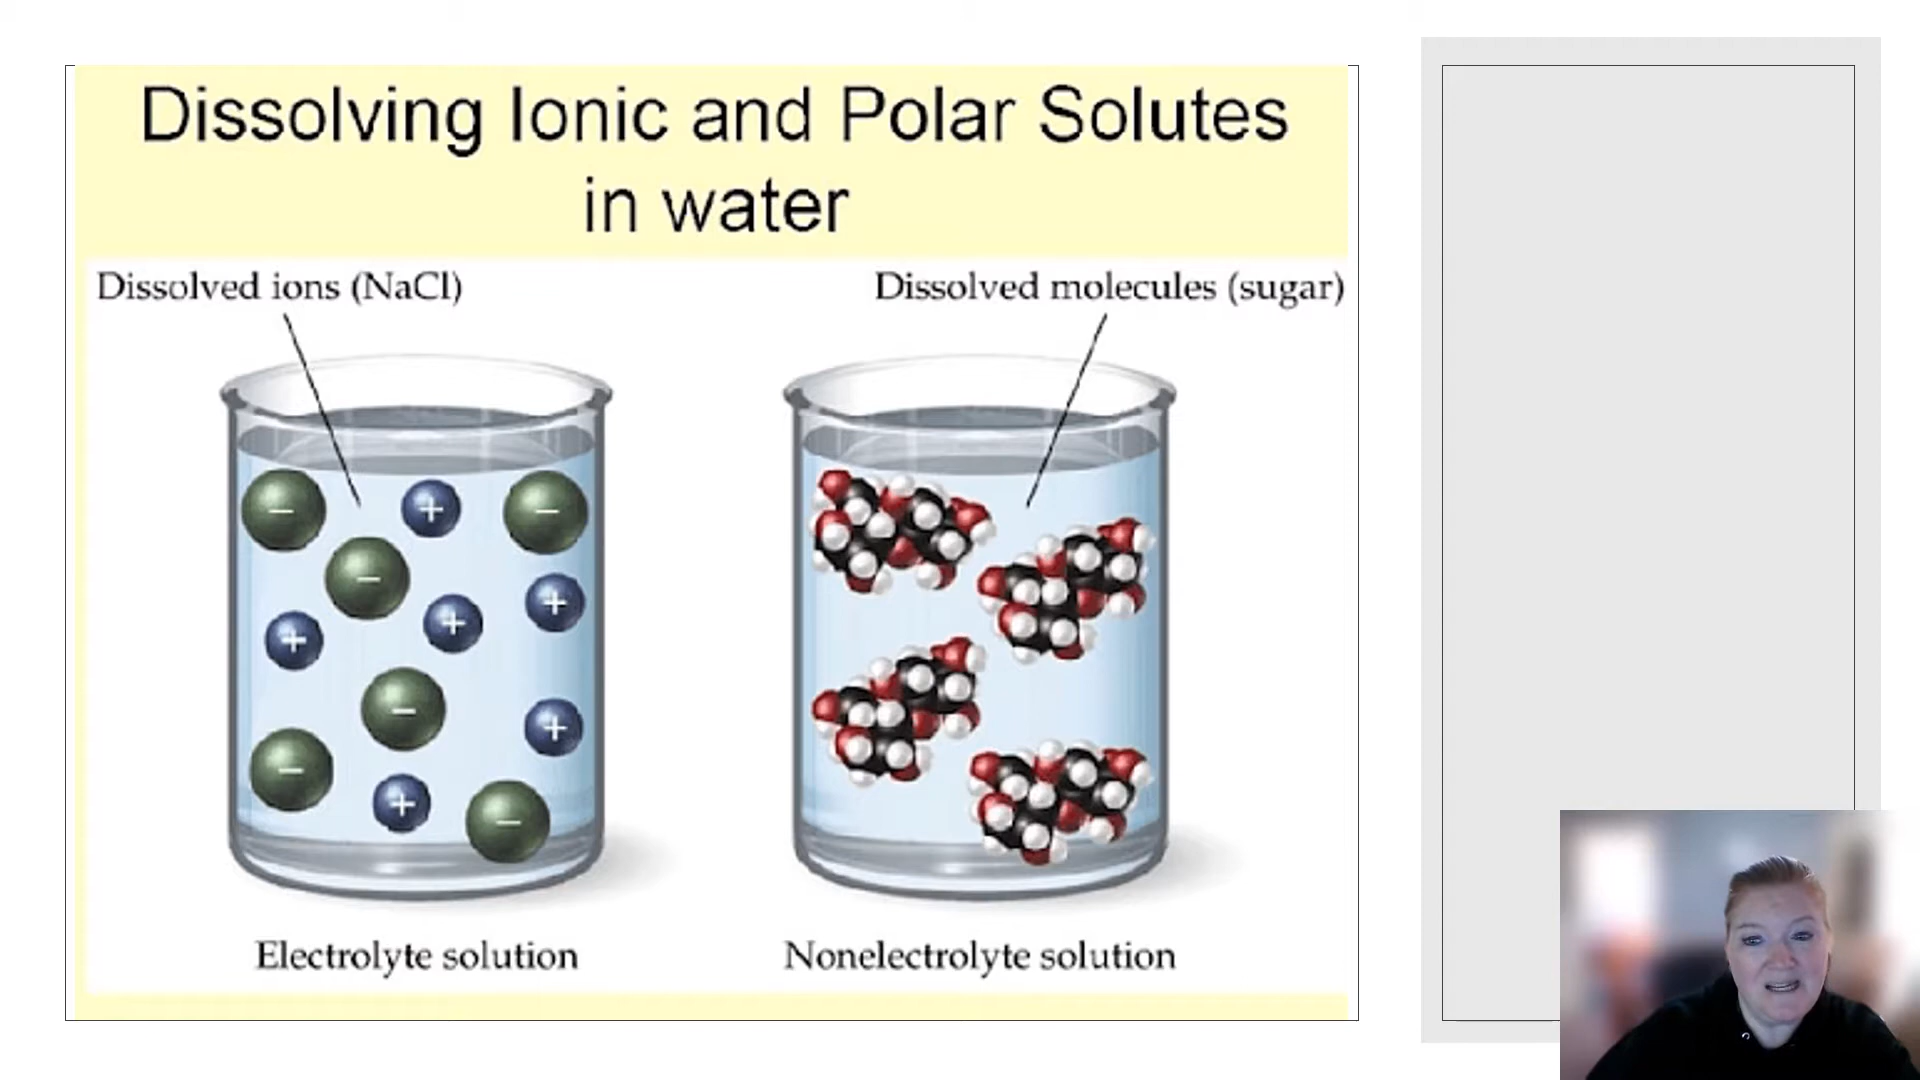 Dissolving Ionic and Polar Solutes
in water
Dissolved ions (NaCl)
Dissolved molecules (sugar)
− + −
−
+
+
+
−
+
−
+
−
Electrolyte solution
Nonelectrolyte solution